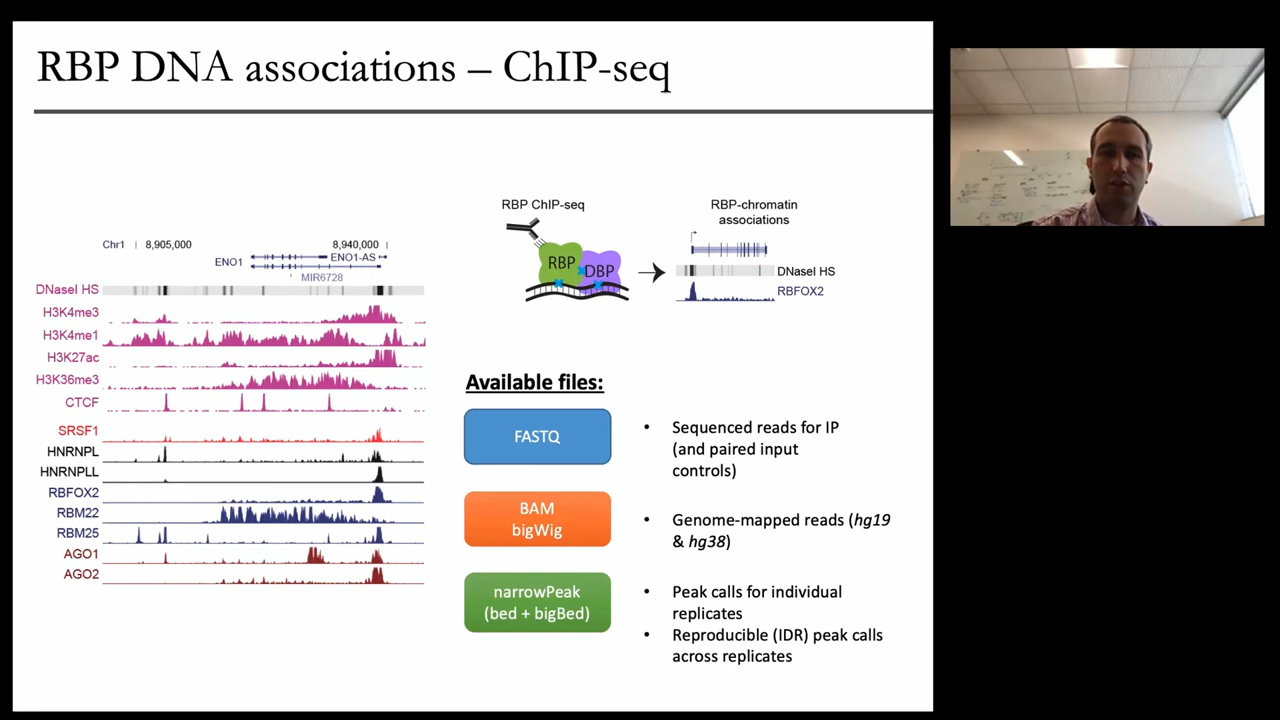 RBP DNA associations – ChIP-seq
Chr1 8,905,000 8,940,000
ENO1 ENO1-AS
MIR6728
DNaseI HS
H3K4me3
H3K4me1
H3K27ac
H3K36me3
CTCF
SRSF1
HNRNPL
HNRNPLL
RBFOX2
RBM22
RBM25
AGO1
AGO2
RBP ChIP-seq
RBP
DBP
RBP-chromatin
associations
DNaseI HS
RBFOX2
Available files:
FASTQ
• Sequenced reads for IP
(and paired input
controls)
BAM
bigWig
• Genome-mapped reads (hg19
& hg38)
narrowPeak
(bed + bigBed)
• Peak calls for individual
replicates
• Reproducible (IDR) peak calls
across replicates